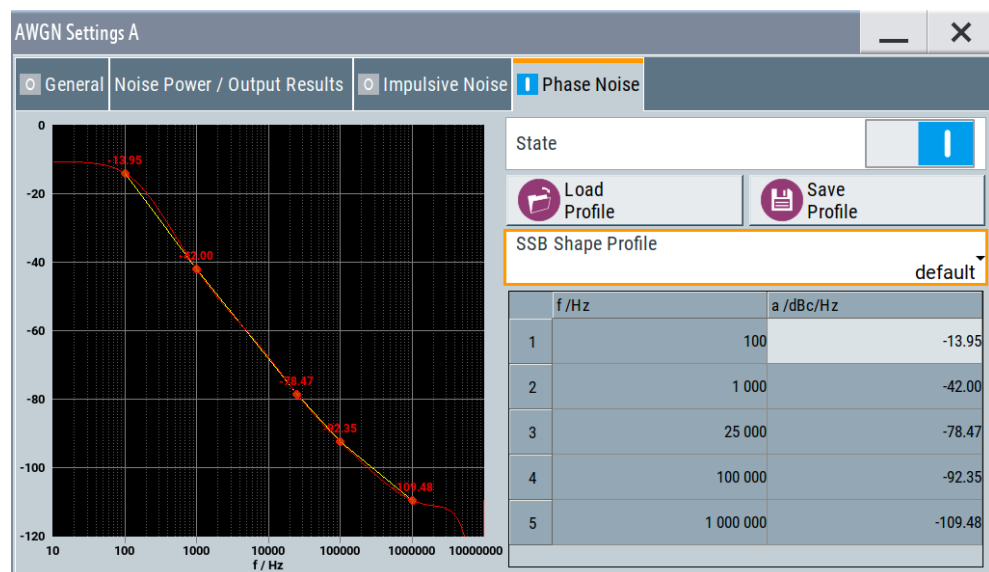 AWGN Settings A
General
Noise Power / Output Results
Impulsive Noise
Phase Noise
0
-20
-40
-60
-80
-100
-120
-13.95
-42.00
-78.47
-92.35
-109.48
10 100 1000 10000 100000 1000000 10000000
f / Hz
State
Load
Profile
Save
Profile
SSB Shape Profile
default
f /Hz a /dBc/Hz
1 100 -13.95
2 1 000 -42.00
3 25 000 -78.47
4 100 000 -92.35
5 1 000 000 -109.48